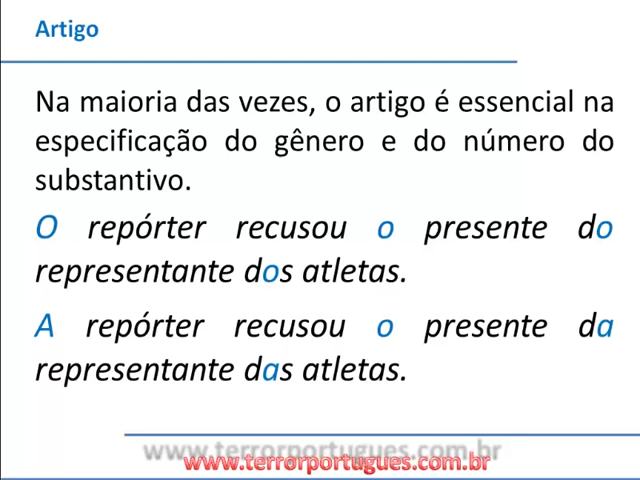 Artigo
Na maioria das vezes, o artigo é essencial na
especificação do gênero e do número do
substantivo.
O repórter recusou o presente do
representante dos atletas.
A repórter recusou o presente da
representante das atletas.
www.terrorportugues.com.br
www.terrorportugues.com.br